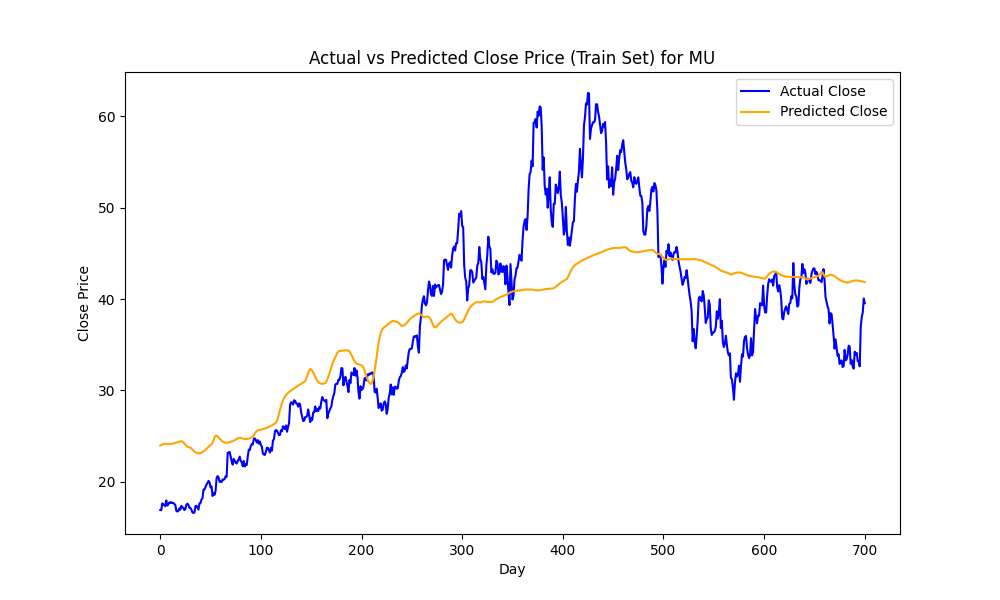 Actual vs Predicted Close Price (Train Set) for MU
Actual Close
Predicted Close
Close Price
60
50
40
30
20
0 100 200 300 400 500 600 700
Day